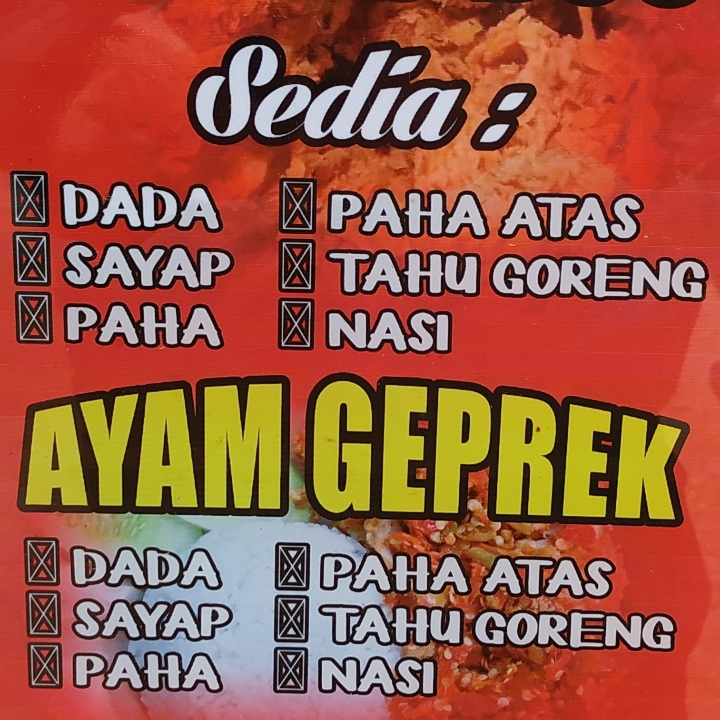 Sedia :
DADA PAHA ATAS
SAYAP TAHU GORENG
PAHA NASI
AYAM GEPREK
DADA PAHA ATAS
SAYAP TAHU GORENG
PAHA NASI